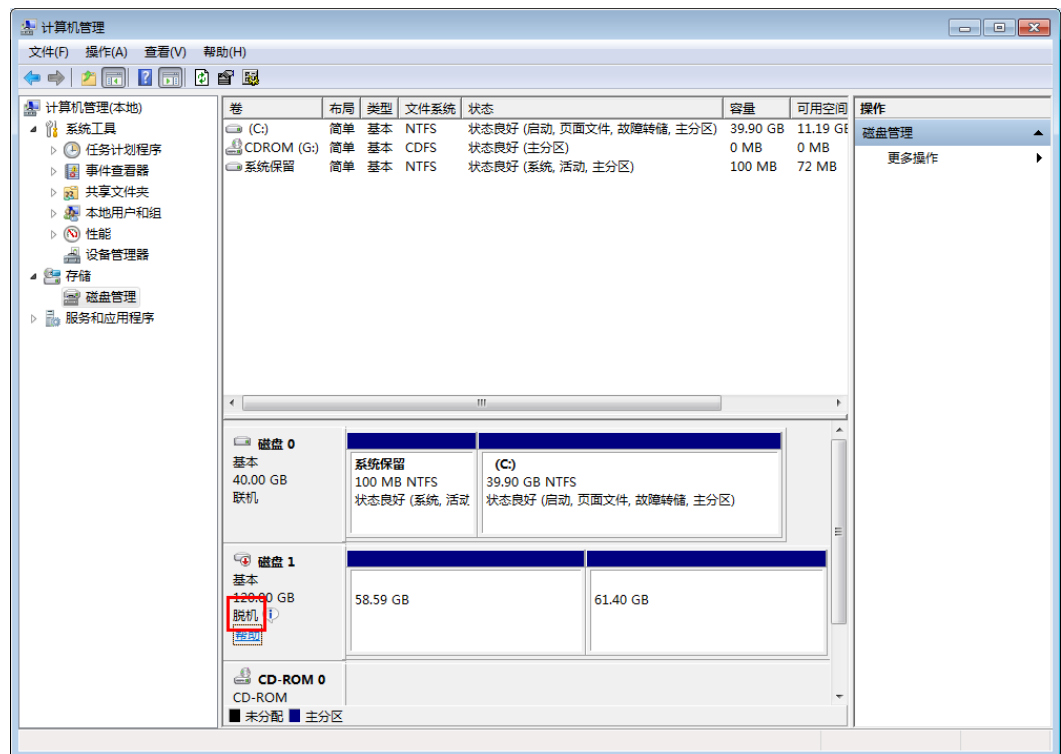 计算机管理
文件(F) 操作(A) 查看(V) 帮助(H)
计算机管理(本地)
系统工具
任务计划程序
事件查看器
共享文件夹
本地用户和组
性能
设备管理器
存储
磁盘管理
服务和应用程序
卷 布局 类型 文件系统 状态 容量 可用空间
(C:) 简单 基本 NTFS 状态良好 (启动, 页面文件, 故障转储, 主分区) 39.90 GB 11.19 GE
CDROM (G:) 简单 基本 CDFS 状态良好 (主分区) 0 MB 0 MB
系统保留 简单 基本 NTFS 状态良好 (系统, 活动, 主分区) 100 MB 72 MB
操作
磁盘管理
更多操作
磁盘 0
基本
40.00 GB
联机
系统保留
100 MB NTFS
状态良好 (系统, 活动
(C:)
39.90 GB NTFS
状态良好 (启动, 页面文件, 故障转储, 主分区)
磁盘 1
基本
120.00 GB
脱机
帮助
58.59 GB
61.40 GB
CD-ROM 0
CD-ROM
未分配 主分区